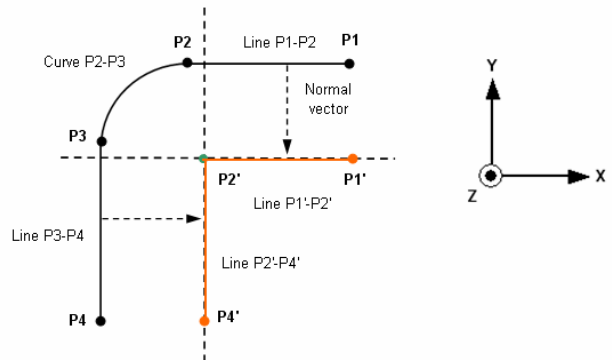 P2
Line P1-P2
P1
Curve P2-P3
Normal
vector
Y
P3
X
Z
P2'
P1'
Line P1'-P2'
Line P3-P4
Line P2'-P4'
P4
P4'